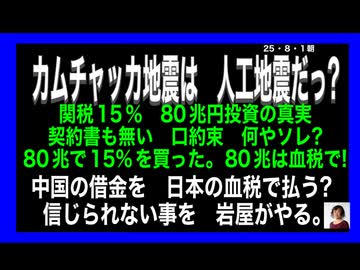 25・8・1朝
カムチャッカ地震は 人工地震だっ?
関税15% 80兆円投資の真実
契約書も無い 口約束 何やソレ?
80兆で15%を買った。80兆は血税で!
中国の借金を 日本の血税で払う?
信じられない事を 岩屋がやる。